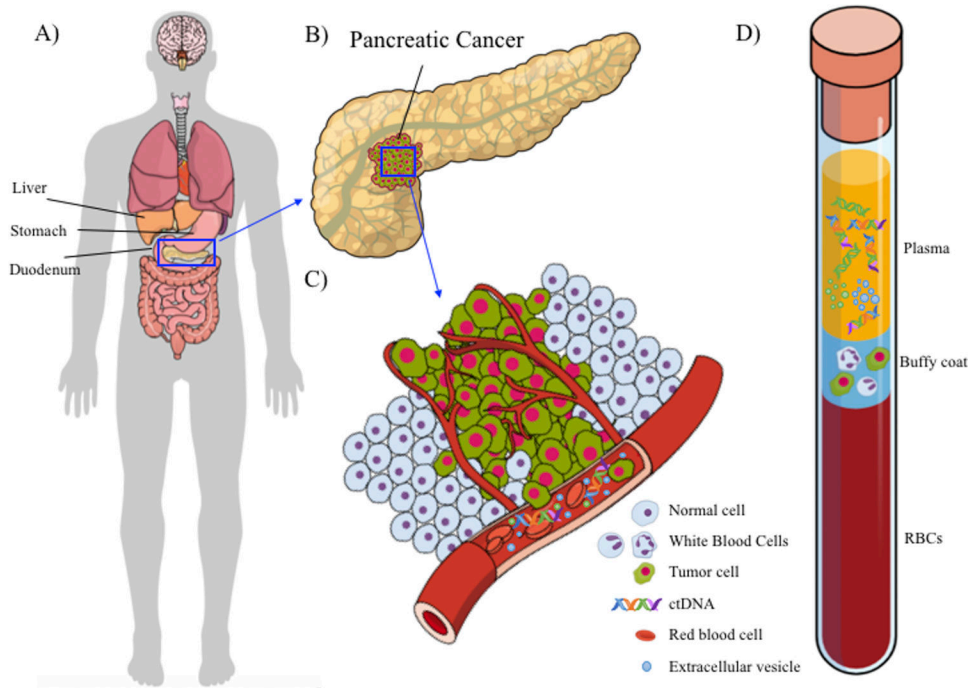 A)
Liver
Stomach
Duodenum
B)
Pancreatic Cancer
C)
Normal cell
White Blood Cells
Tumor cell
ctDNA
Red blood cell
Extracellular vesicle
D)
Plasma
Buffy coat
RBCs